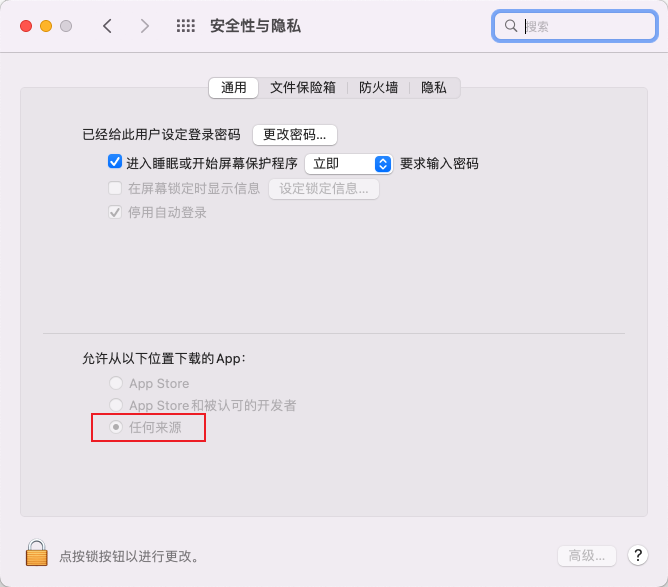 安全性与隐私
搜索
通用 文件保险箱 防火墙 隐私
已经给此用户设定登录密码 更改密码...
进入睡眠或开始屏幕保护程序 立即 要求输入密码
在屏幕锁定时显示信息 设定锁定信息...
停用自动登录
允许从以下位置下载的App：
App Store
App Store和被认可的开发者
任何来源
点按锁按钮以进行更改。
高级... ?